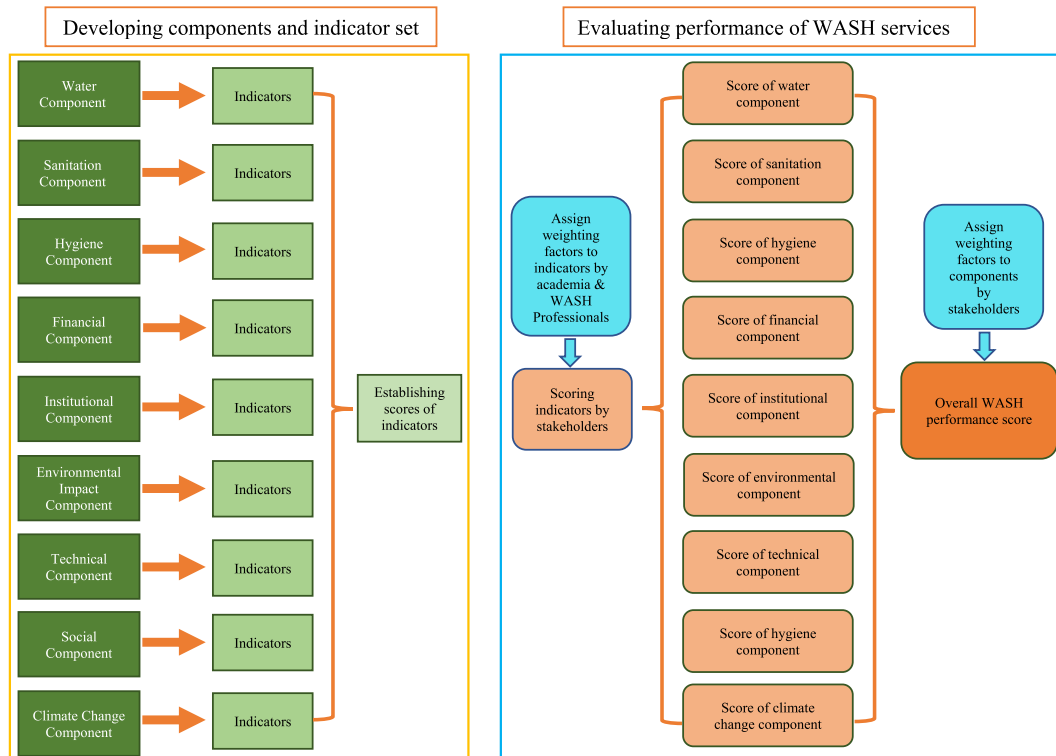 Developing components and indicator set
Water
Component
Indicators
Sanitation
Component
Indicators
Hygiene
Component
Indicators
Financial
Component
Indicators
Institutional
Component
Indicators
Environmental
Impact
Component
Indicators
Technical
Component
Indicators
Social
Component
Indicators
Climate Change
Component
Indicators
Establishing
scores of
indicators
Evaluating performance of WASH services
Assign
weighting
factors to
indicators by
academia &
WASH
Professionals
Scoring
indicators by
stakeholders
Score of water
component
Score of sanitation
component
Score of hygiene
component
Score of financial
component
Score of institutional
component
Score of environmental
component
Score of technical
component
Score of hygiene
component
Score of climate
change component
Assign
weighting
factors to
components
by
stakeholders
Overall WASH
performance score